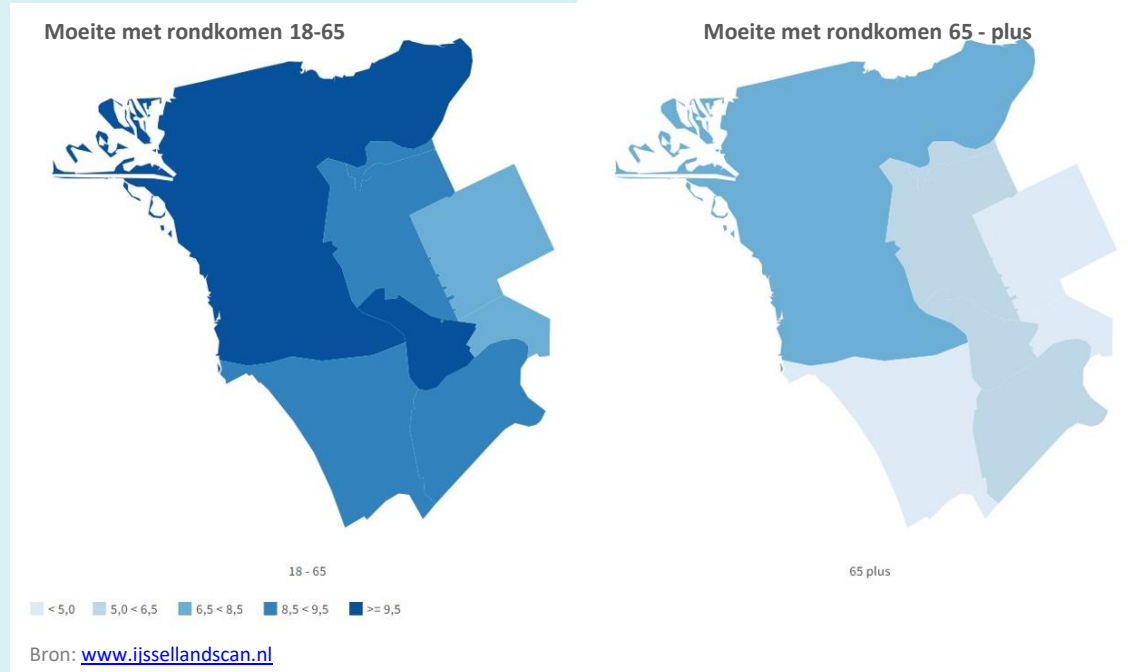 Moeite met rondkomen 18-65
Moeite met rondkomen 65 - plus
18 - 65
65 plus
< 5,0 5,0 < 6,5 6,5 < 8,5 8,5 < 9,5 >= 9,5
Bron: www.ijssellandscan.nl